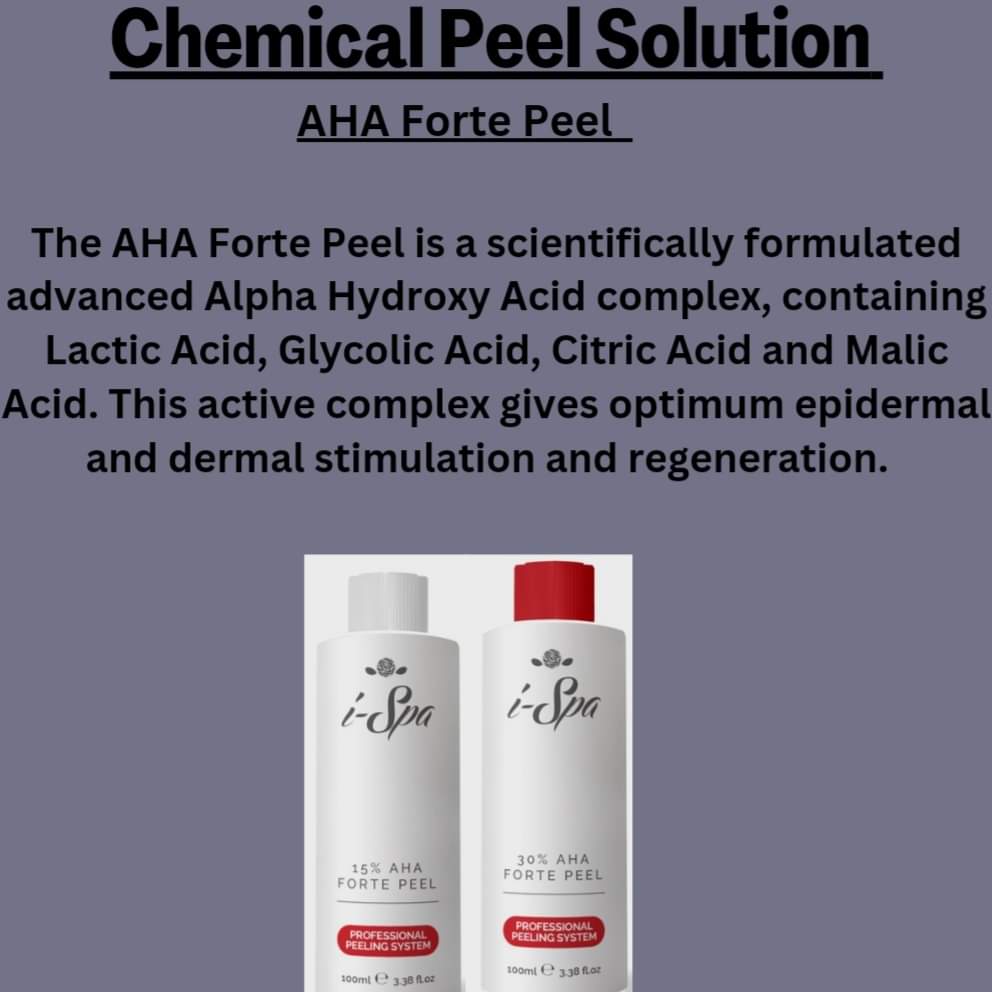 Chemical Peel Solution
AHA Forte Peel
The AHA Forte Peel is a scientifically formulated
advanced Alpha Hydroxy Acid complex, containing
Lactic Acid, Glycolic Acid, Citric Acid and Malic
Acid. This active complex gives optimum epidermal
and dermal stimulation and regeneration.
i-Spa
15% AHA
FORTE PEEL
PROFESSIONAL
PEELING SYSTEM
100ml ℮ 3.38 fl.oz
i-Spa
30% AHA
FORTE PEEL
PROFESSIONAL
PEELING SYSTEM
100ml ℮ 3.38 fl.oz